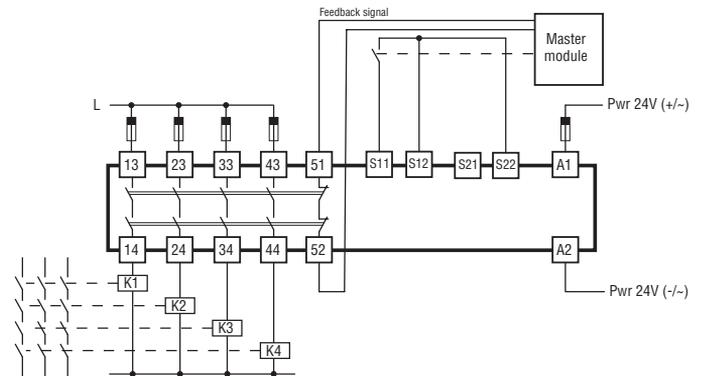 Feedback signal
Master
module
L
Pwr 24V (+/~)
13 23 33 43 51 S11 S12 S21 S22 A1
14 24 34 44 52 A2
K1
Pwr 24V (-/~)
K2
K3
K4